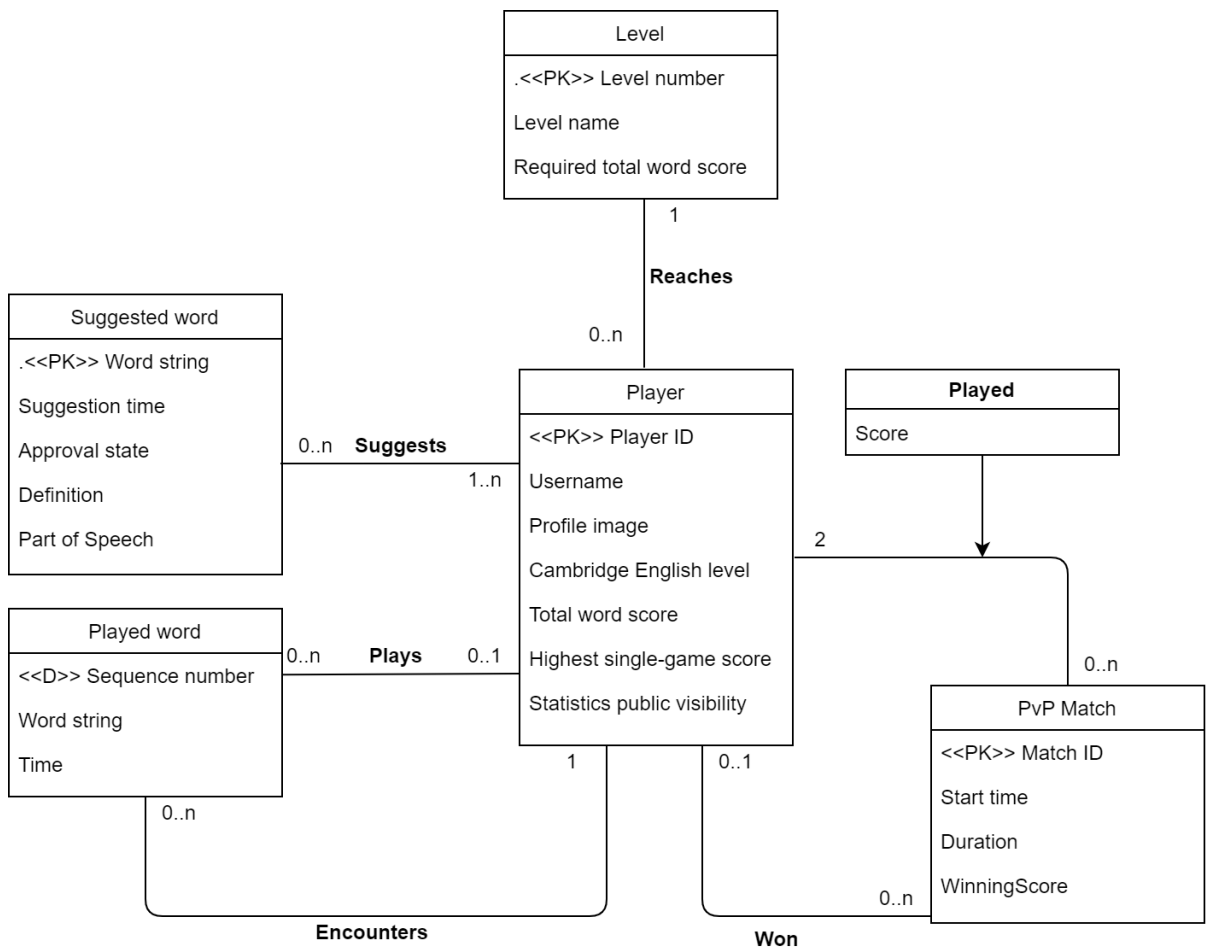 Level
.<<PK>> Level number
Level name
Required total word score
1
Reaches
0..n
Suggested word
.<<PK>> Word string
Suggestion time
Approval state
Definition
Part of Speech
0..n
Suggests
1..n
Player
<<PK>> Player ID
Username
Profile image
Cambridge English level
Total word score
Highest single-game score
Statistics public visibility
Played
Score
2
0..n
Played word
<<D>> Sequence number
Word string
Time
0..n
Plays
0..1
PvP Match
<<PK>> Match ID
Start time
Duration
WinningScore
0..n
1
Encounters
0..1
0..n
Won